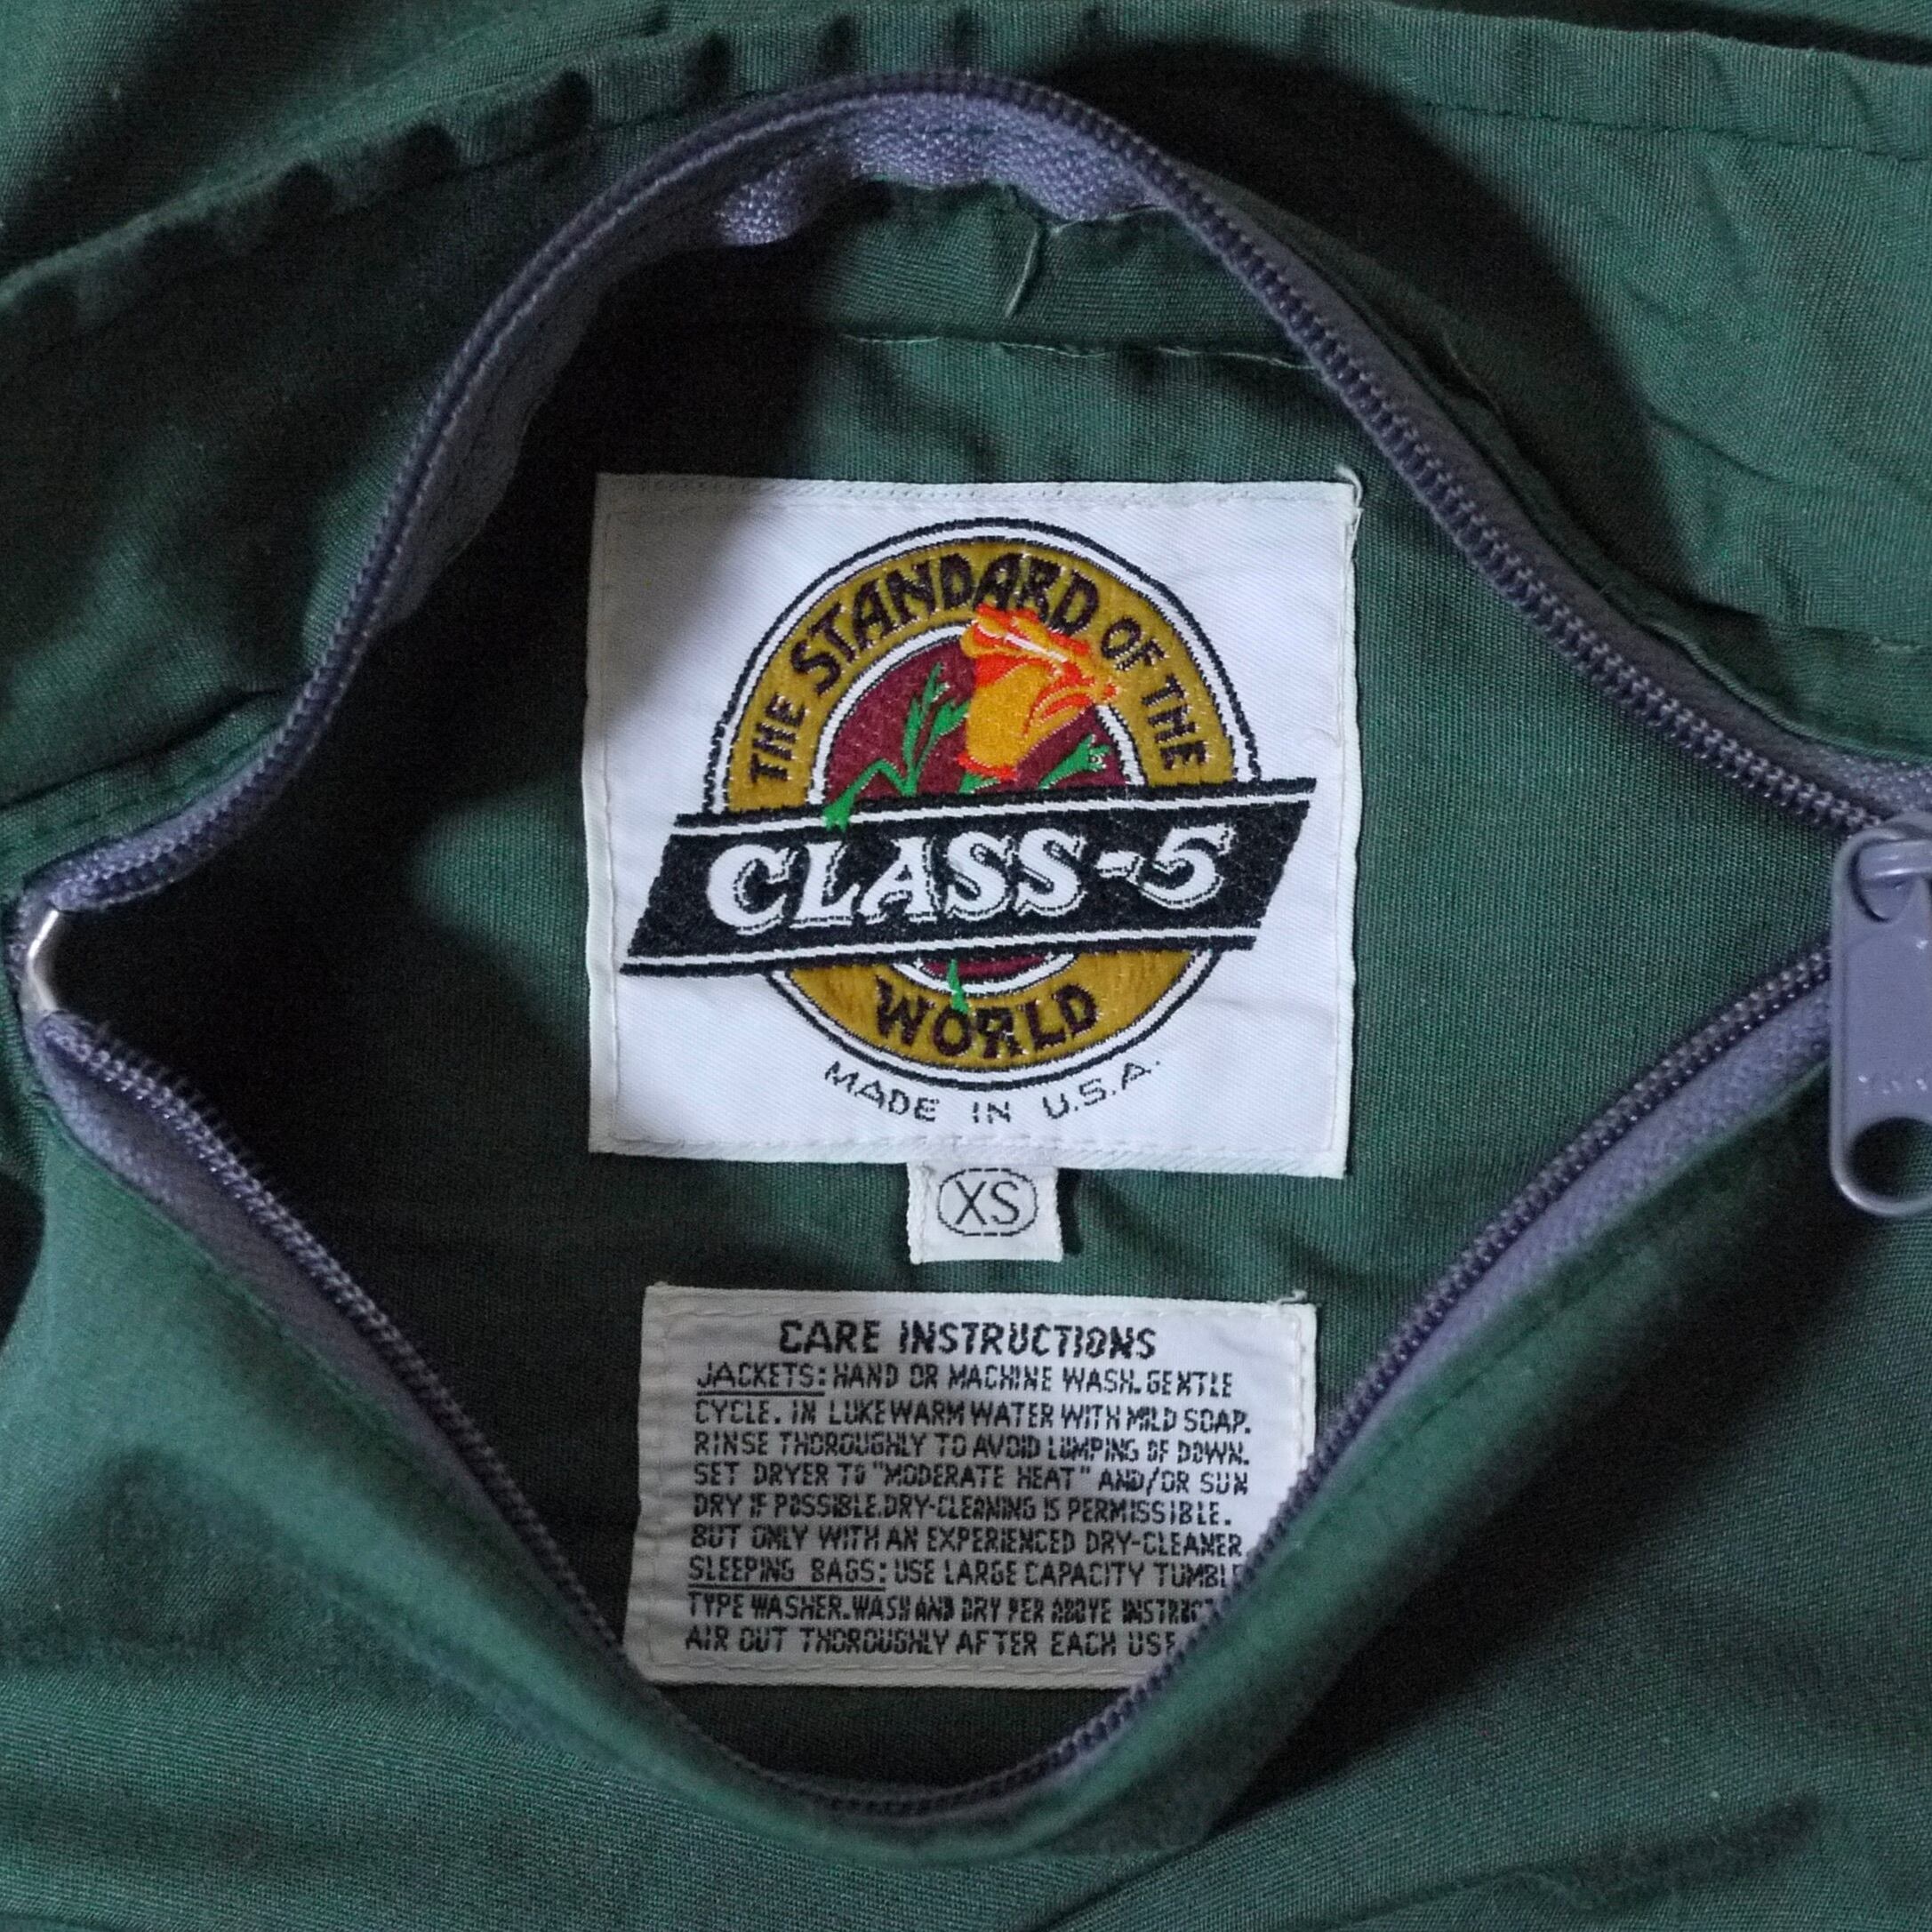 THE STANDARD OF THE
CLASS-5
WORLD
MADE IN U.S.A.
XS
CARE INSTRUCTIONS
JACKETS: HAND OR MACHINE WASH. GENTLE
CYCLE. IN LUKEWARM WATER WITH MILD SOAP.
RINSE THOROUGHLY TO AVOID LUMPING OF DOWN.
SET DRYER TO "MODERATE HEAT" AND/OR SUN
DRY IF POSSIBLE.DRY-CLEANING IS PERMISSIBLE.
BUT ONLY WITH AN EXPERIENCED DRY-CLEANER
SLEEPING BAGS: USE LARGE CAPACITY TUMBLE
TYPE WASHER. WASH AND DRY PER ABOVE
AIR OUT THOROUGHLY AFTER EACH USE